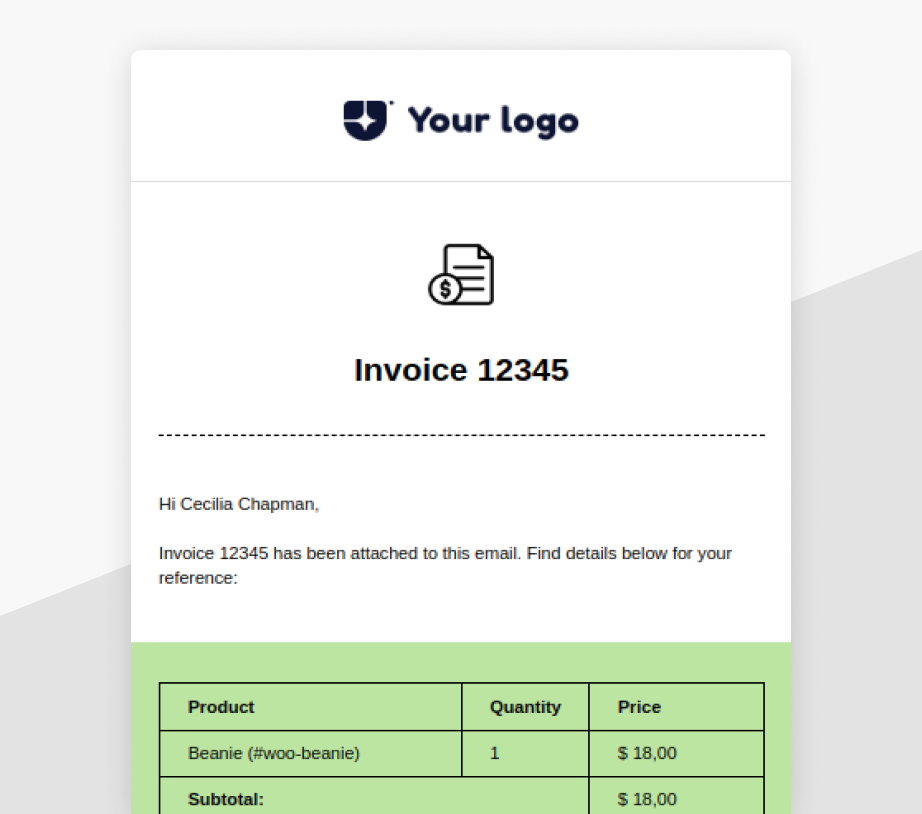 Your logo
$
Invoice 12345
Hi Cecilia Chapman,
Invoice 12345 has been attached to this email. Find details below for your
reference:
Product Quantity Price
Beanie (#woo-beanie) 1 $ 18,00
Subtotal: $ 18,00